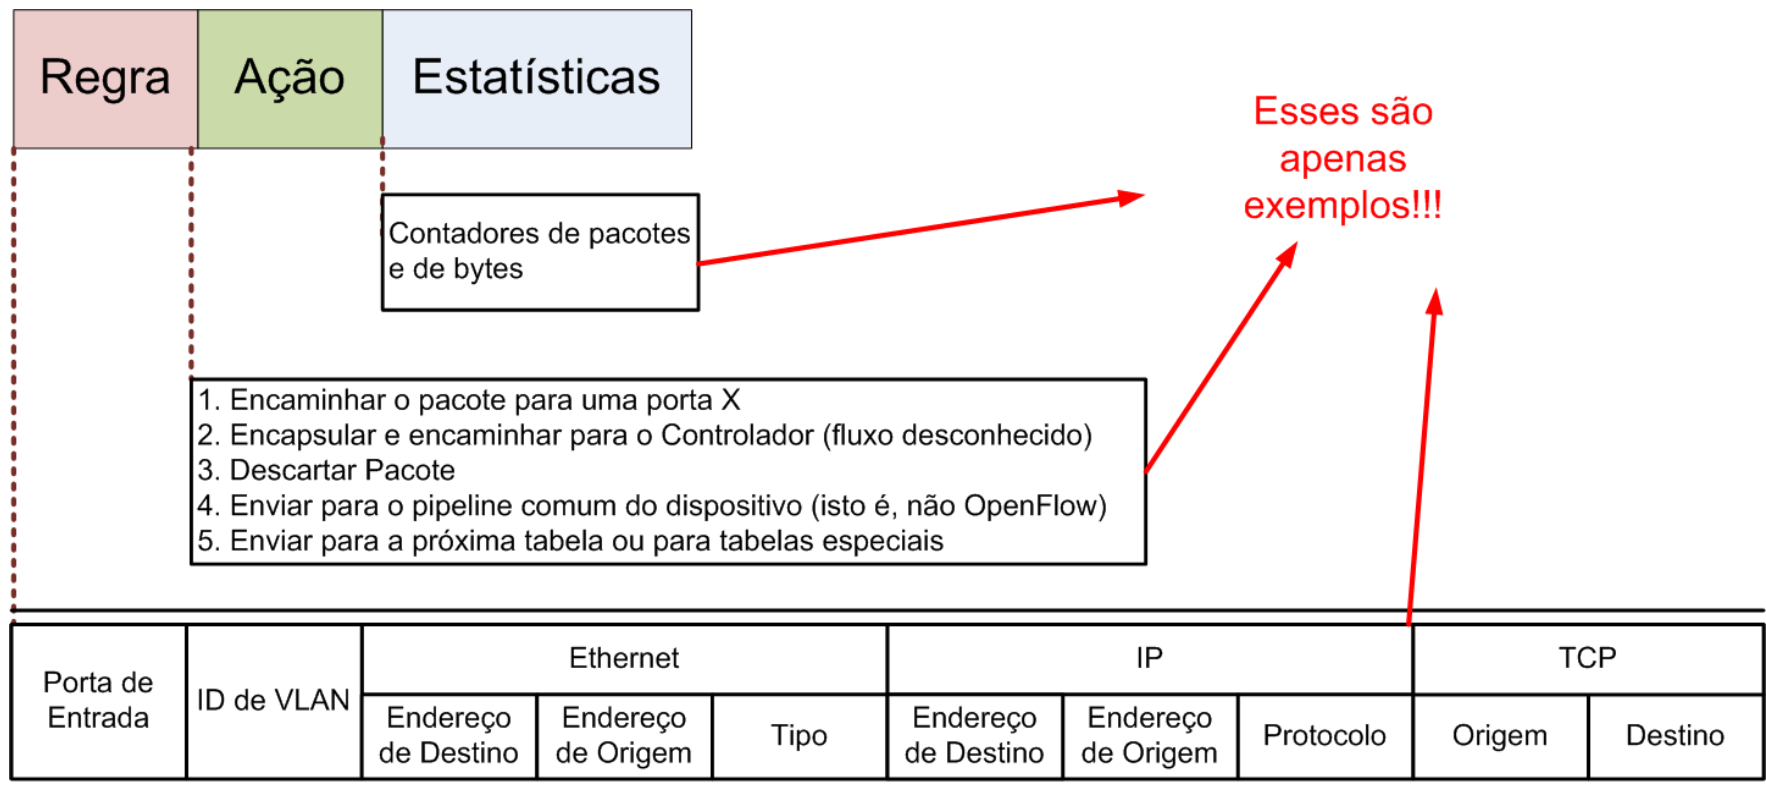 Regra
Ação
Estatísticas
Esses são
apenas
exemplos!!!
Contadores de pacotes
e de bytes
1. Encaminhar o pacote para uma porta X
2. Encapsular e encaminhar para o Controlador (fluxo desconhecido)
3. Descartar Pacote
4. Enviar para o pipeline comum do dispositivo (isto é, não OpenFlow)
5. Enviar para a próxima tabela ou para tabelas especiais
Porta de
Entrada
ID de VLAN
Ethernet
Endereço
de Destino
Endereço
de Origem
Tipo
IP
Endereço
de Destino
Endereço
de Origem
Protocolo
TCP
Origem
Destino